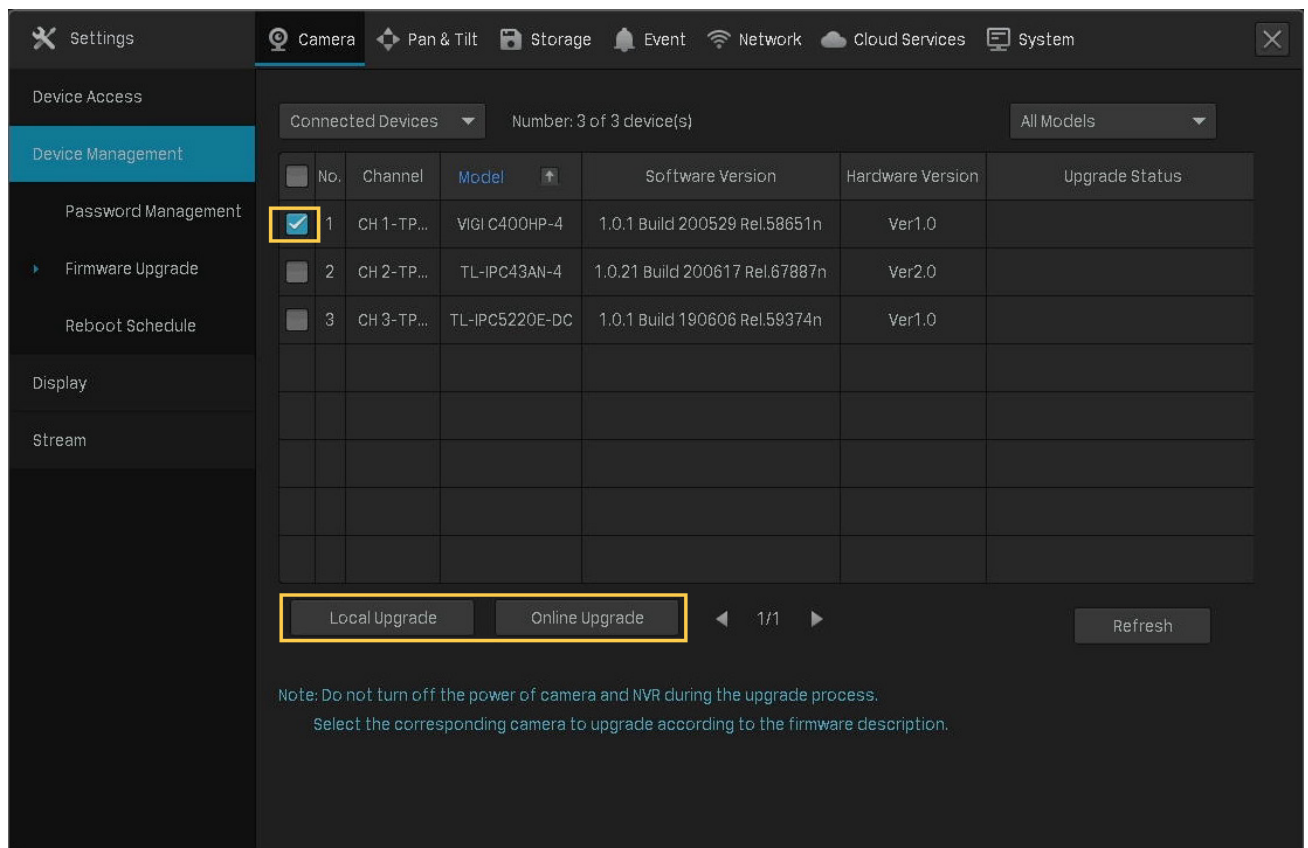 Settings Camera Pan & Tilt Storage Event Network Cloud Services System
Device Access
Device Management
Password Management
Firmware Upgrade
Reboot Schedule
Display
Stream
Connected Devices Number: 3 of 3 device(s) All Models
No. Channel Model Software Version Hardware Version Upgrade Status
1 CH 1-TP... VIGI C400HP-4 1.0.1 Build 200529 Rel.58651n Ver1.0
2 CH 2-TP... TL-IPC43AN-4 1.0.21 Build 200617 Rel.67887n Ver2.0
3 CH 3-TP... TL-IPC5220E-DC 1.0.1 Build 190606 Rel.59374n Ver1.0
Local Upgrade Online Upgrade 1/1 Refresh
Note: Do not turn off the power of camera and NVR during the upgrade process.
Select the corresponding camera to upgrade according to the firmware description.